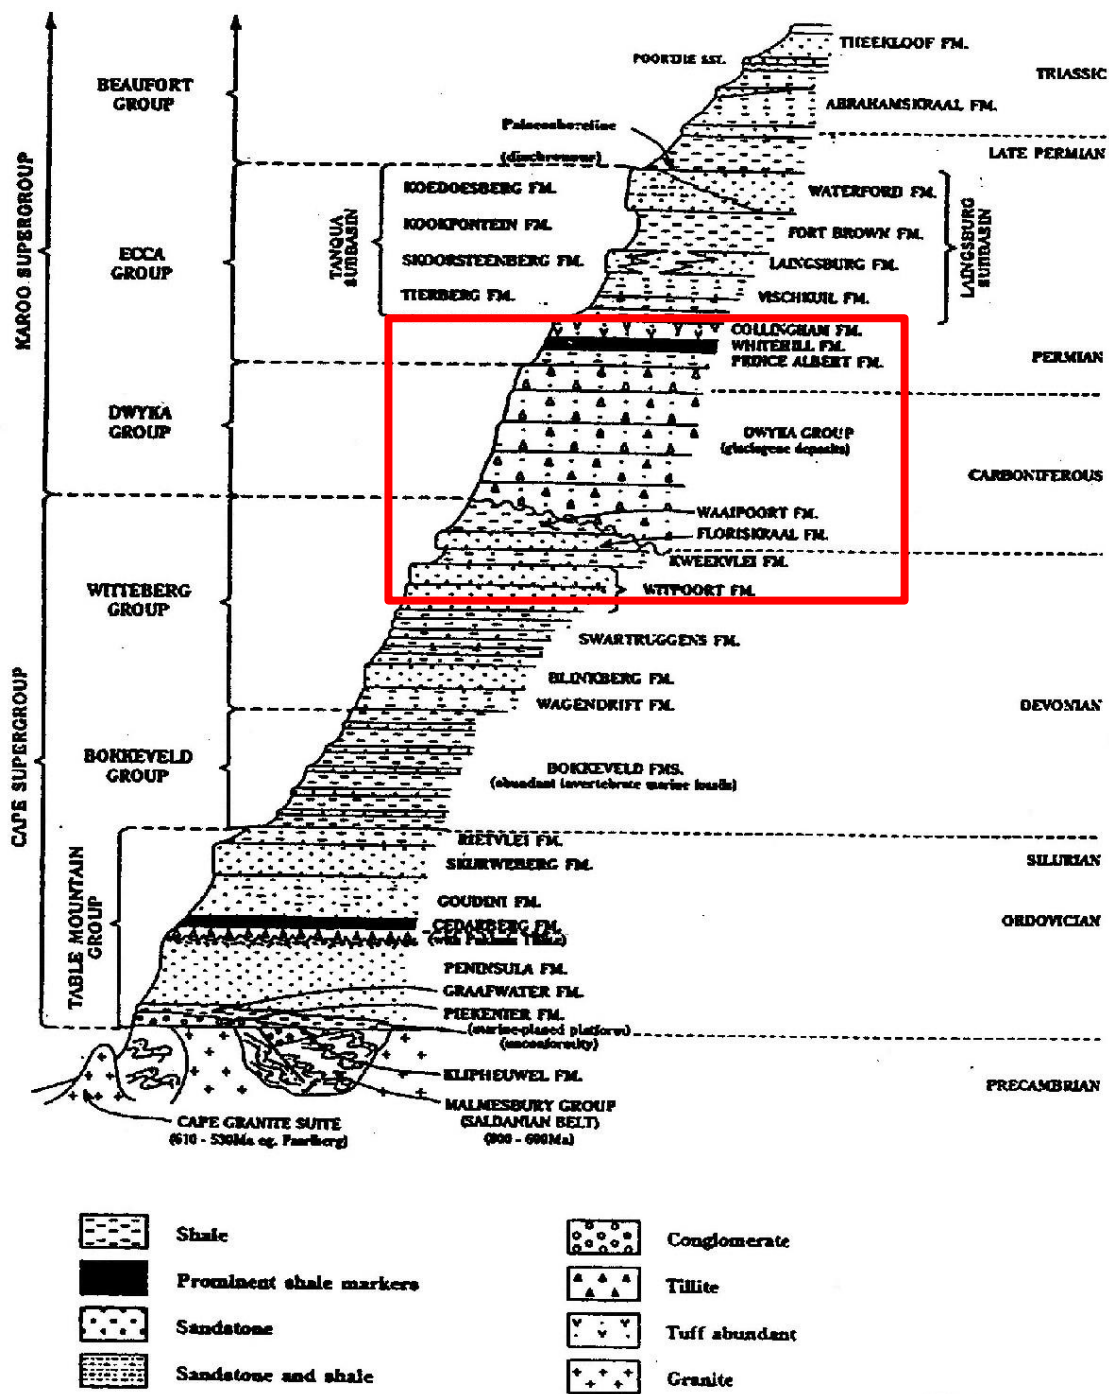 THEEKLOOF FM.
POORTJIE SST.
TRIASSIC
BEAUFORT
GROUP
ABRAHAMSKRAAL FM.
Palaeoshoreline
(diachronour)
LATE PERMIAN
KOEDOESBERG FM.
WATERFORD FM.
KOOKFONTEIN FM.
FORT BROWN FM.
KAROO SUPERGROUP
ECCA
GROUP
TANQUA
SUBBASIN
LAINGSBURG
SUBBASIN
SKOORSTEENBERG FM.
LAINGSBURG FM.
TIERBERG FM.
VISCHKUIL FM.
COLLINGHAM FM.
WHITEHILL FM.
PRINCE ALBERT FM.
PERMIAN
DWYKA
GROUP
DWYKA GROUP
(glaciogene deposits)
CARBONIFEROUS
WAAIPOORT FM.
FLORISKRAAL FM.
KWEEKVLEI FM.
WITTEBERG
GROUP
WITPOORT FM.
SWARTRUGGENS FM.
BLINKBERG FM.
WAGENDRIFT FM.
DEVONIAN
CAPE SUPERGROUP
BOKKEVELD
GROUP
BOKKEVELD FMS.
(abundant invertebrate marine fossils)
RIETVLEI FM.
SKURWEBERG FM.
SILURIAN
TABLE MOUNTAIN
GROUP
GOUDINI FM.
CEDARBERG FM.
(with Pakhuis Tillite)
ORDOVICIAN
PENINSULA FM.
GRAAFWATER FM.
PIEKENIER FM.
(marine-planed platform)
(unconformity)
KLIPHEUWEL FM.
PRECAMBRIAN
MALMESBURY GROUP
(SALDANIAN BELT)
(900 - 600Ma)
CAPE GRANITE SUITE
(610 - 530Ma eg. Paarlberg)
Shale
Conglomerate
Prominent shale markers
Tillite
Sandstone
Tuff abundant
Sandstone and shale
Granite